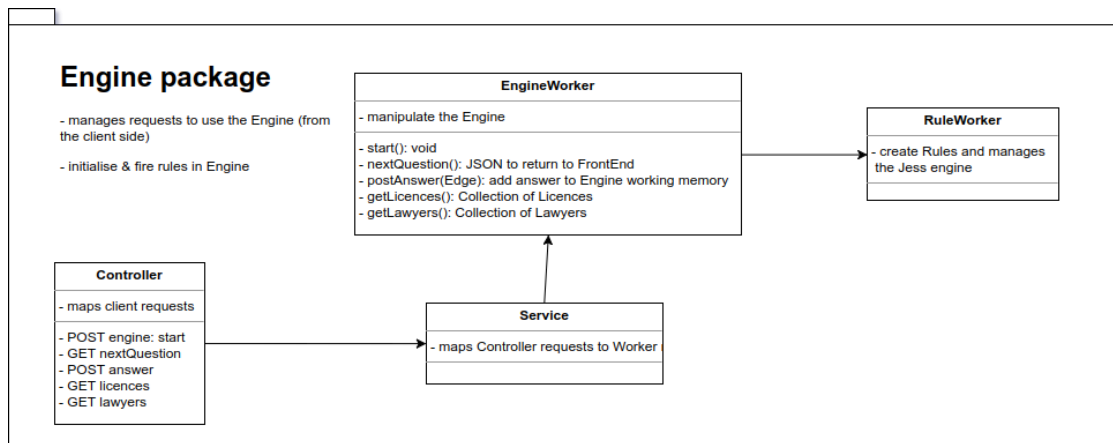 Engine package
- manages requests to use the Engine (from
the client side)
- initialise & fire rules in Engine
EngineWorker
- manipulate the Engine
- start(): void
- nextQuestion(): JSON to return to FrontEnd
- postAnswer(Edge): add answer to Engine working memory
- getLicences(): Collection of Licences
- getLawyers(): Collection of Lawyers
RuleWorker
- create Rules and manages
the Jess engine
Controller
- maps client requests
- POST engine: start
- GET nextQuestion
- POST answer
- GET licences
- GET lawyers
Service
- maps Controller requests to Worker